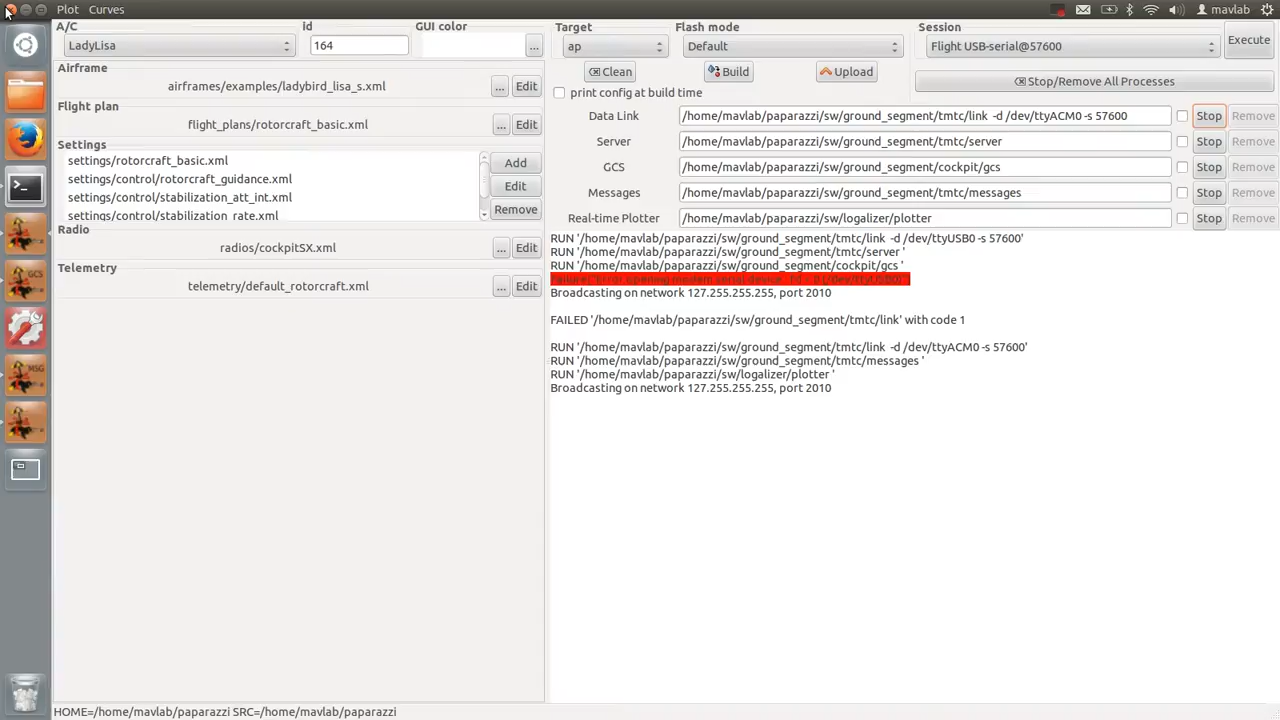 Plot Curves
mavlab
A/C
id
GUI color
LadyLisa
164
...
Airframe
airframes/examples/ladybird_lisa_s.xml
...
Edit
Flight plan
flight_plans/rotorcraft_basic.xml
...
Edit
Settings
settings/rotorcraft_basic.xml
settings/control/rotorcraft_guidance.xml
settings/control/stabilization_att_int.xml
settings/control/stabilization_rate.xml
Add
Edit
Remove
Radio
radios/cockpitSX.xml
...
Edit
Telemetry
telemetry/default_rotorcraft.xml
...
Edit
Target
Flash mode
Session
ap
Default
Flight USB-serial@57600
Execute
Clean
Build
Upload
Stop/Remove All Processes
print config at build time
Data Link
/home/mavlab/paparazzi/sw/ground_segment/tmtc/link -d /dev/ttyACM0 -s 57600
Stop
Remove
Server
/home/mavlab/paparazzi/sw/ground_segment/tmtc/server
Stop
Remove
GCS
/home/mavlab/paparazzi/sw/ground_segment/cockpit/gcs
Stop
Remove
Messages
/home/mavlab/paparazzi/sw/ground_segment/tmtc/messages
Stop
Remove
Real-time Plotter
/home/mavlab/paparazzi/sw/logalizer/plotter
Stop
Remove
RUN '/home/mavlab/paparazzi/sw/ground_segment/tmtc/link -d /dev/ttyUSB0 -s 57600'
RUN '/home/mavlab/paparazzi/sw/ground_segment/tmtc/server '
RUN '/home/mavlab/paparazzi/sw/ground_segment/cockpit/gcs '
Broadcasting on network 127.255.255.255, port 2010
FAILED '/home/mavlab/paparazzi/sw/ground_segment/tmtc/link' with code 1
RUN '/home/mavlab/paparazzi/sw/ground_segment/tmtc/link -d /dev/ttyACM0 -s 57600'
RUN '/home/mavlab/paparazzi/sw/ground_segment/tmtc/messages '
RUN '/home/mavlab/paparazzi/sw/logalizer/plotter '
Broadcasting on network 127.255.255.255, port 2010
GCS
MSG
HOME=/home/mavlab/paparazzi SRC=/home/mavlab/paparazzi